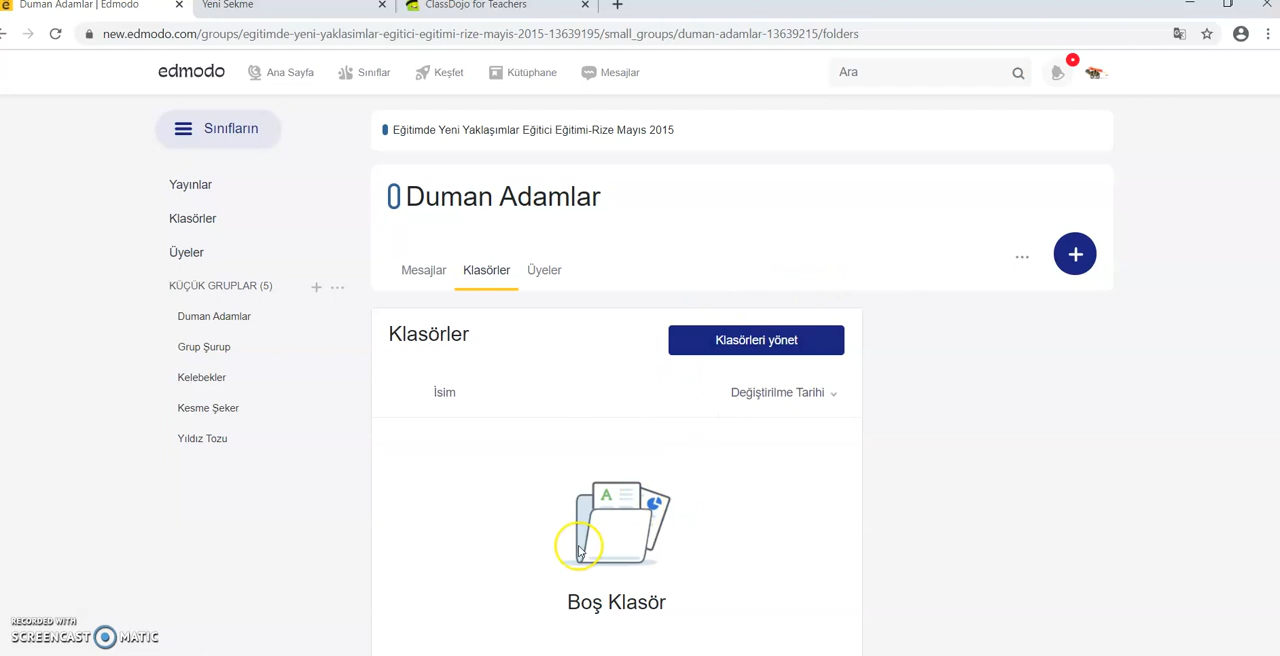 Duman Adamlar | Edmodo
Yeni Sekme
ClassDojo for Teachers
new.edmodo.com/groups/egitimde-yeni-yaklasimlar-egitici-egitimi-rize-mayis-2015-13639195/small_groups/duman-adamlar-13639215/folders
edmodo
Ana Sayfa
Sınıflar
Keşfet
Kütüphane
Mesajlar
Ara
Sınıfların
Eğitimde Yeni Yaklaşımlar Eğitici Eğitimi-Rize Mayıs 2015
Yayınlar
Klasörler
Üyeler
KÜÇÜK GRUPLAR (5)
Duman Adamlar
Grup Şurup
Kelebekler
Kesme Şeker
Yıldız Tozu
Duman Adamlar
Mesajlar
Klasörler
Üyeler
Klasörler
Klasörleri yönet
İsim
Değiştirilme Tarihi
A
Boş Klasör
RECORDED WITH
SCREENCAST MATIC